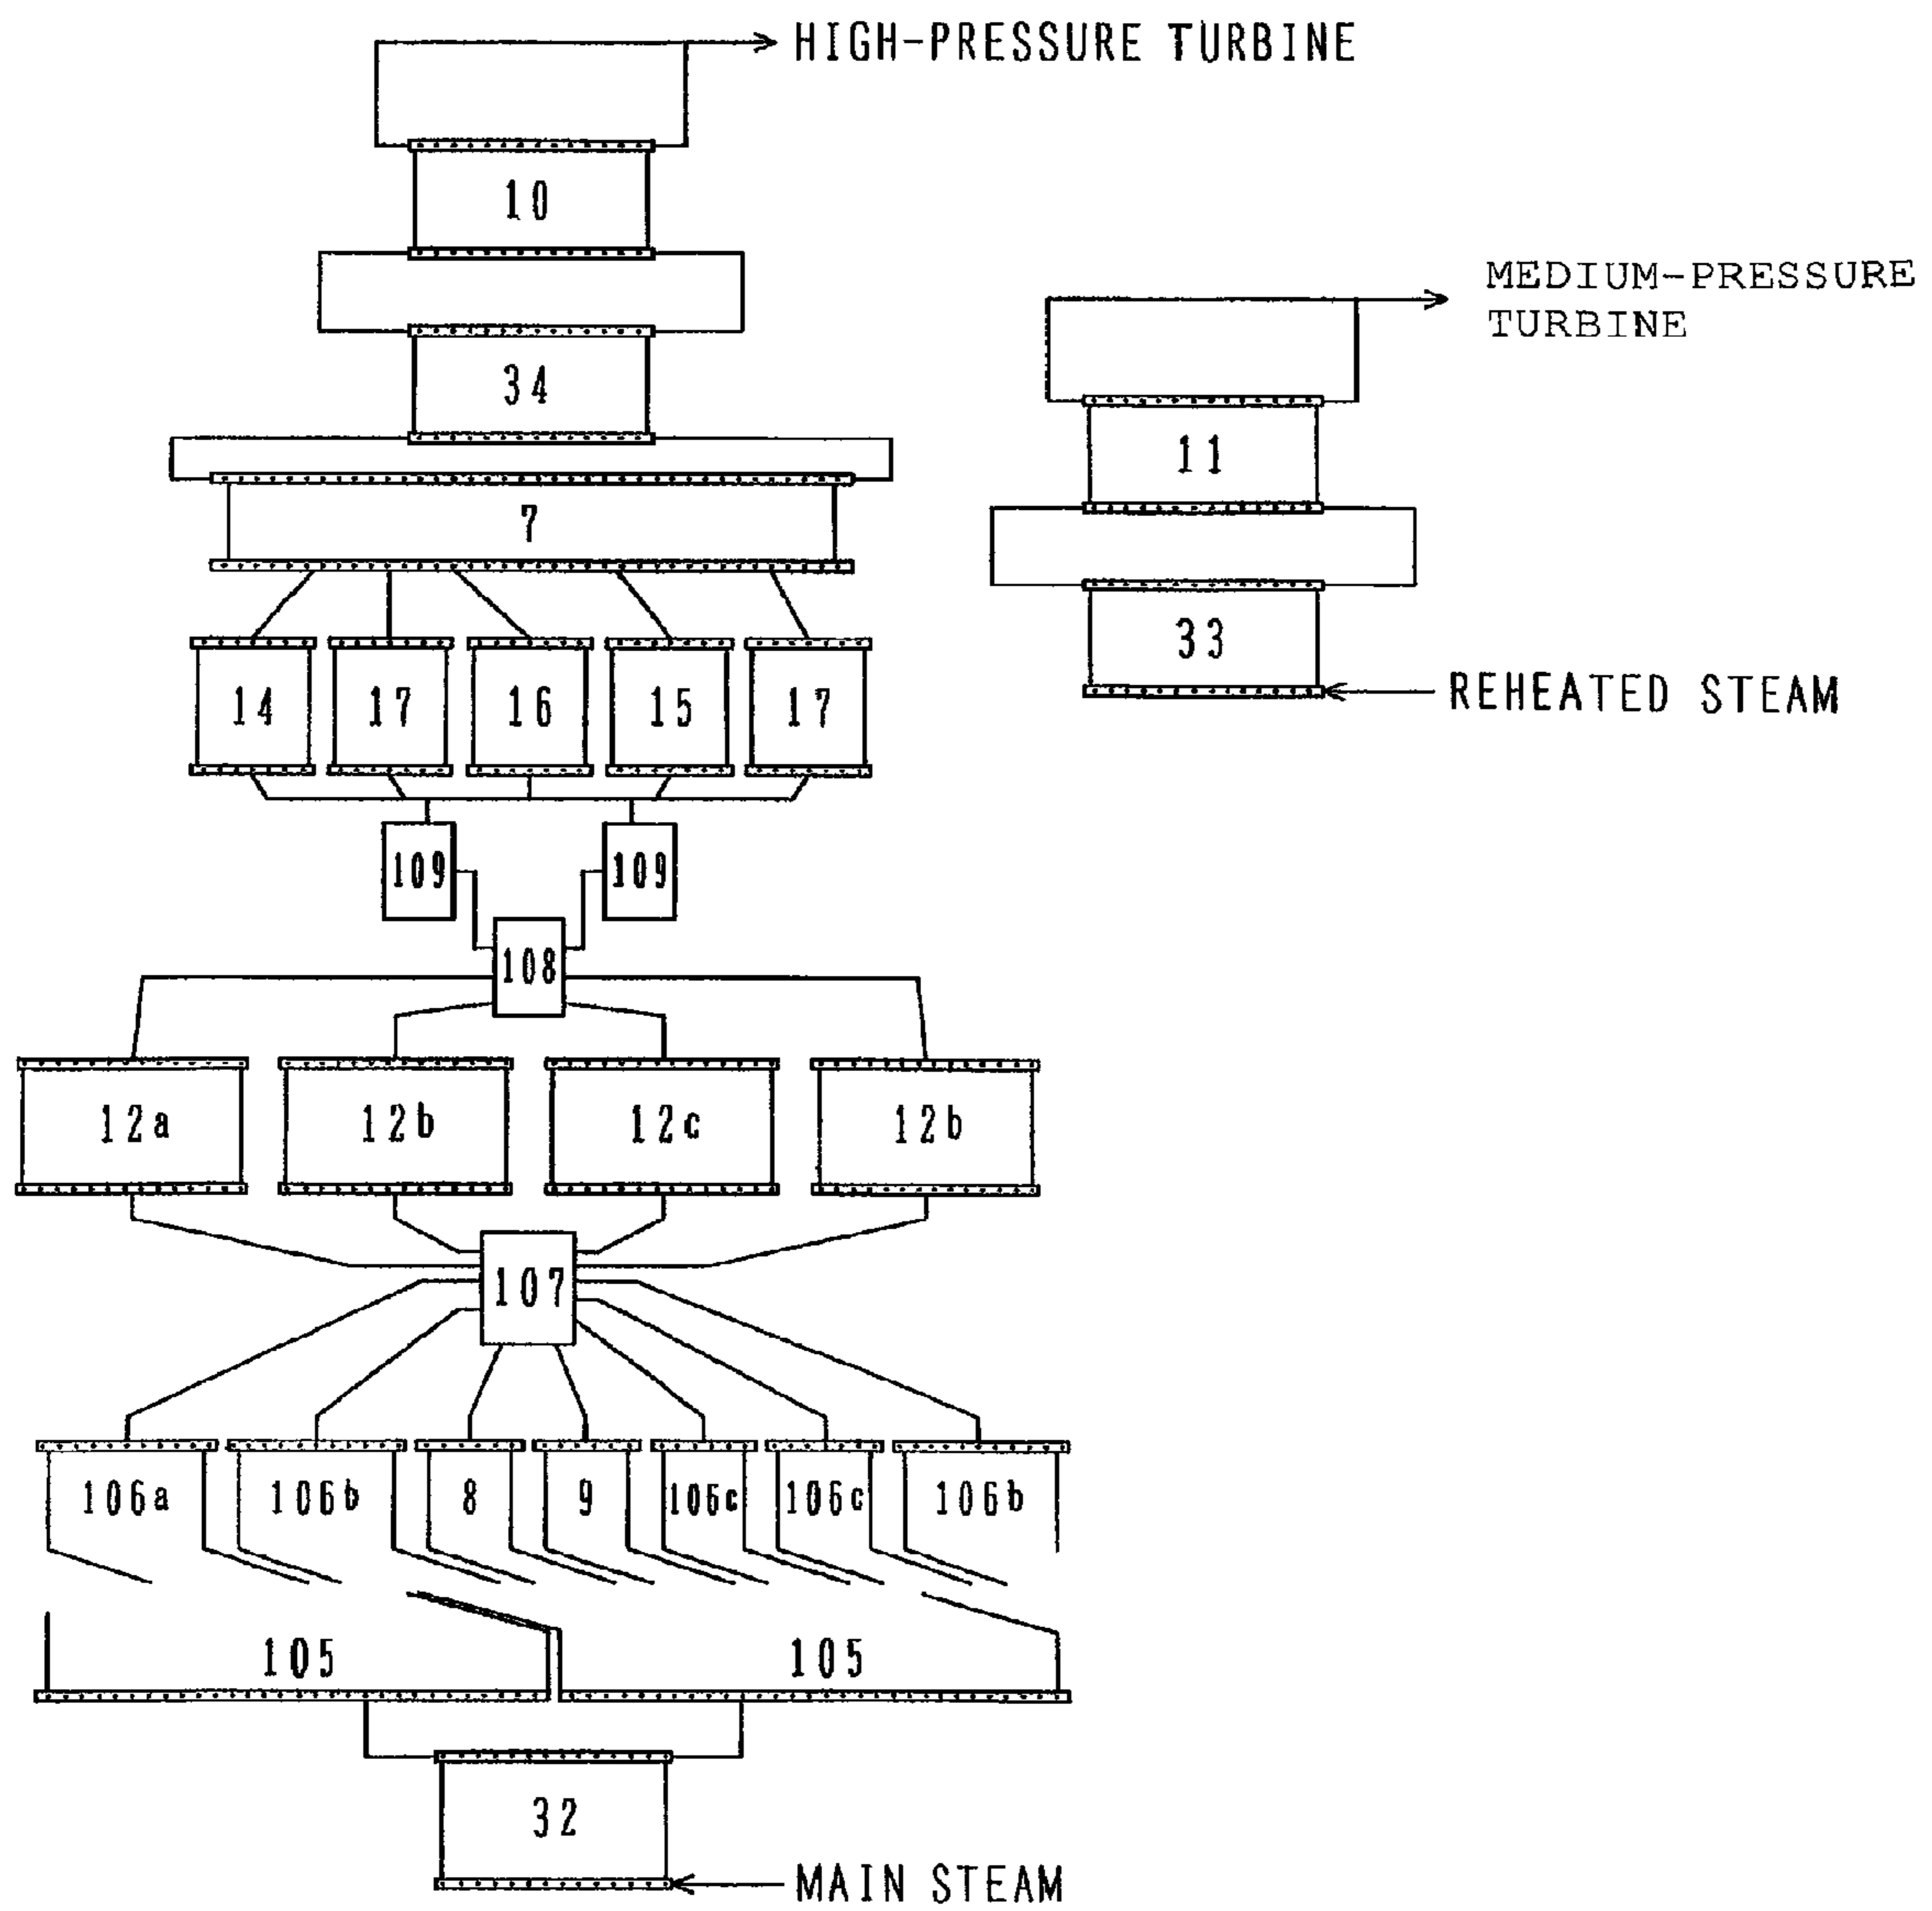 HIGH-PRESSURE TURBINE
10
34
7
14 17 16 15 17
109 109
108
12a 12b 12c 12b
107
106a 106b 8 9 106c 106c 106b
105 105
32
MAIN STEAM
MEDIUM-PRESSURE
TURBINE
11
33
REHEATED STEAM